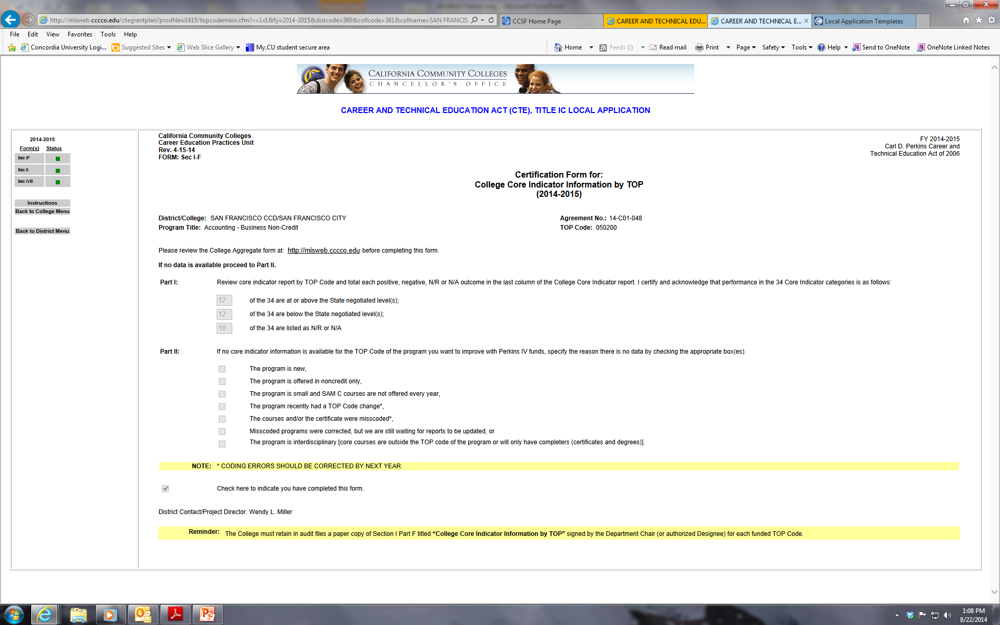 http://misweb.cccco.edu/ctegrantplan/prodNew1415/topcodemain.cfm?v=1x1&fy=2014-2015&distcode=360&collcode=361&collname=SAN FRANCIS
CCSF Home Page
CAREER AND TECHNICAL EDU...
CAREER AND TECHNICAL E...
Local Application Templates
File Edit View Favorites Tools Help
Concordia University Logi... Suggested Sites Web Slice Gallery My.CU student secure area Home Feeds (J) Read mail Print Page Safety Tools Help Send to OneNote OneNote Linked Notes
CALIFORNIA COMMUNITY COLLEGES
CHANCELLOR'S OFFICE
CAREER AND TECHNICAL EDUCATION ACT (CTE), TITLE IC LOCAL APPLICATION
2014-2015
Form(s) Status
Sec IF
Sec II
Sec IVB
Instructions
Back to College Menu
Back to District Menu
California Community Colleges
Career Education Practices Unit
Rev. 4-15-14
FORM: Sec I-F
FY 2014-2015
Carl D. Perkins Career and
Technical Education Act of 2006
Certification Form for:
College Core Indicator Information by TOP
(2014-2015)
District/College: SAN FRANCISCO CCD/SAN FRANCISCO CITY Agreement No.: 14-C01-048
Program Title: Accounting - Business Non-Credit TOP Code: 050200
Please review the College Aggregate form at: http://misweb.cccco.edu before completing this form.
If no data is available proceed to Part II.
Part I: Review core indicator report by TOP Code and total each positive, negative, N/R or N/A outcome in the last column of the College Core Indicator report. I certify and acknowledge that performance in the 34 Core Indicator categories is as follows:
12 of the 34 are at or above the State negotiated level(s);
12 of the 34 are below the State negotiated level(s);
10 of the 34 are listed as N/R or N/A
Part II: If no core indicator information is available for the TOP Code of the program you want to improve with Perkins IV funds, specify the reason there is no data by checking the appropriate box(es).
The program is new,
The program is offered in noncredit only,
The program is small and SAM C courses are not offered every year,
The program recently had a TOP Code change*,
The courses and/or the certificate were misscoded*,
Misscoded programs were corrected, but we are still waiting for reports to be updated, or
The program is interdisciplinary [core courses are outside the TOP code of the program or will only have completers (certificates and degrees)].
NOTE: * CODING ERRORS SHOULD BE CORRECTED BY NEXT YEAR.
Check here to indicate you have completed this form.
District Contact/Project Director: Wendy L. Miller
Reminder: The College must retain in audit files a paper copy of Section I Part F titled “College Core Indicator Information by TOP” signed by the Department Chair (or authorized Designee) for each funded TOP Code.
1:08 PM
8/22/2014